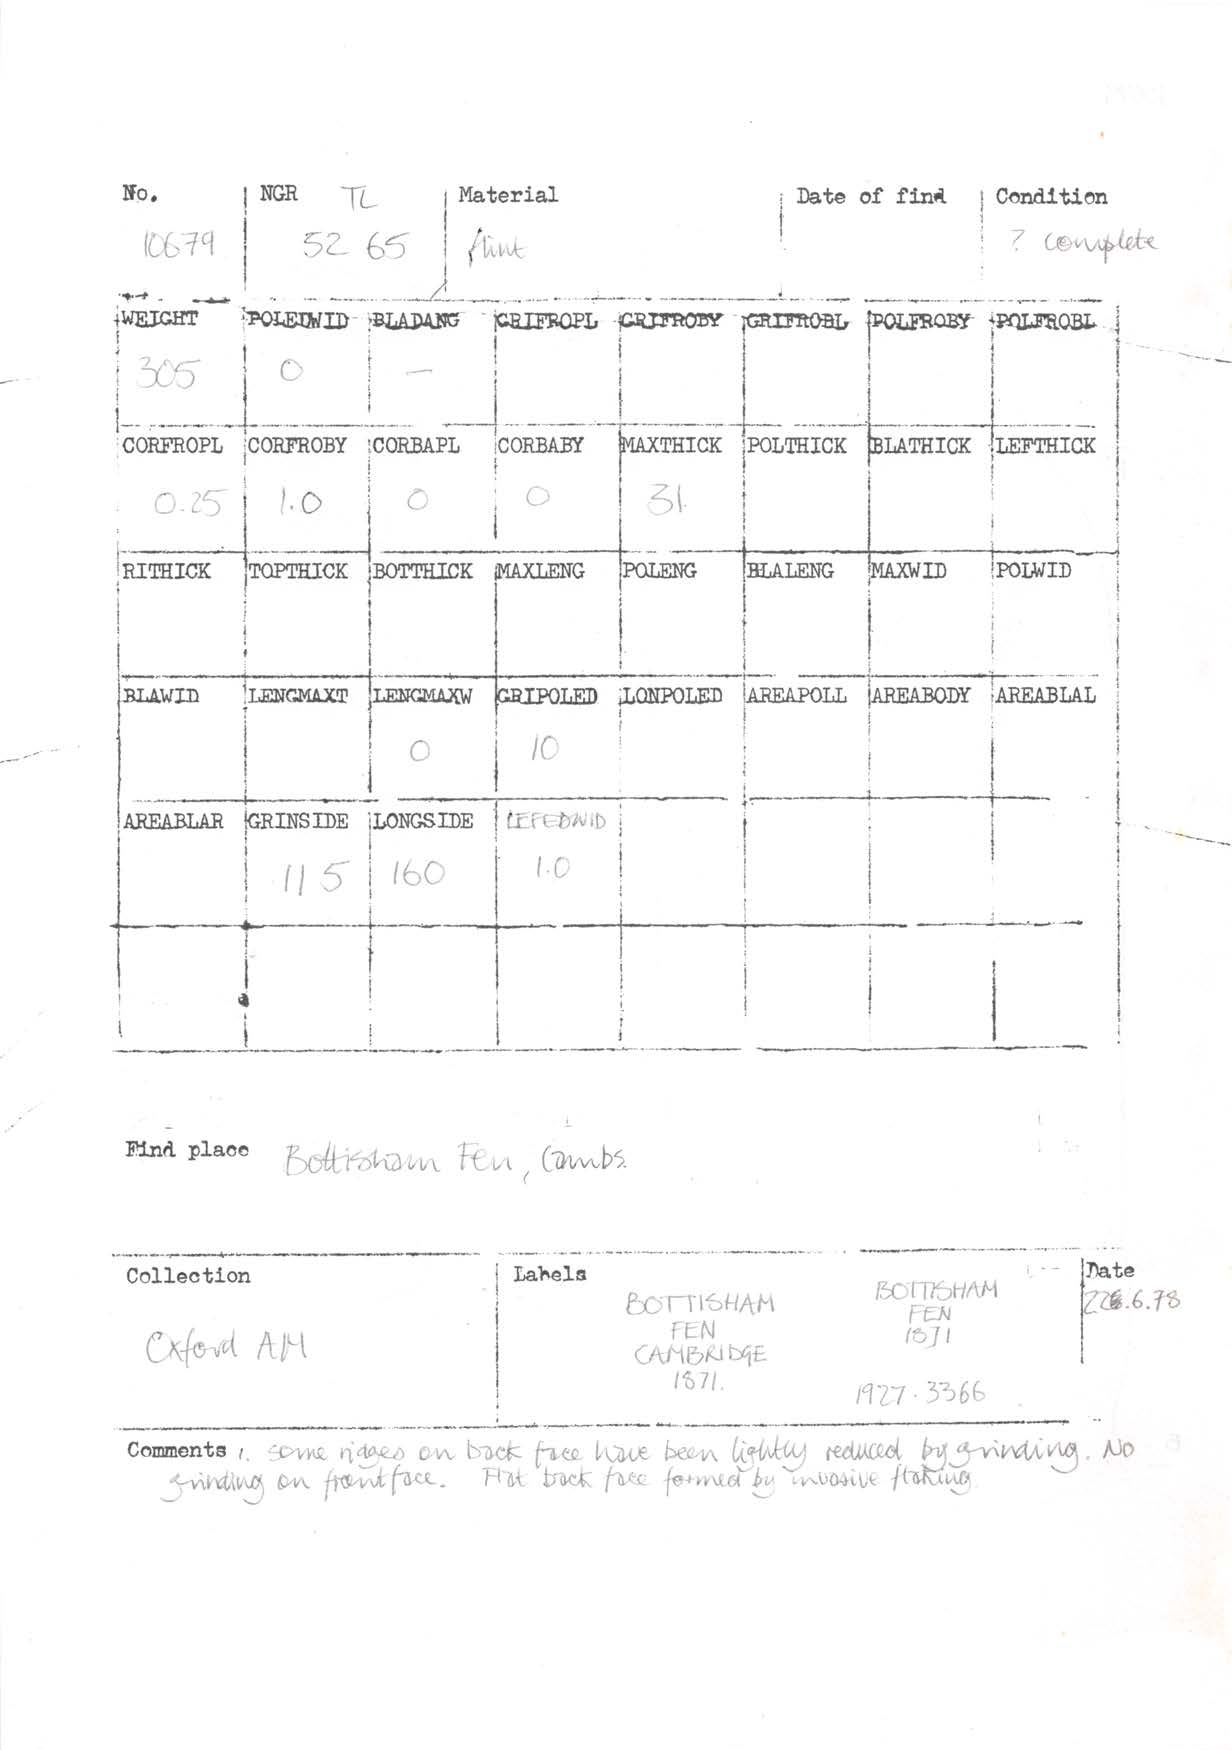 No. NGR TL Material Date of find Condition
10679 52 65 flint ? complete
WEIGHT POLEDWID BLADANG GRIFROPL GRIFROBY GRIFROBL POLFROBY POLFROBL
305 0 —
CORFROPL CORFROBY CORBAPL CORBABY MAXTHICK POLTHICK BLATHICK LEFTHICK
0.25 1.0 0 0 31
RITHICK TOPTHICK BOTTHICK MAXLENG POLENG BLALENG MAXWID POLWID
BLAWID LENGMAXT LENGMAXW GRIPOLED LONPOLED AREAPOLL AREABODY AREABLAL
0 10
AREABLAR GRINSIDE LONGSIDE LEFEDWID
115 160 1.0
Find place Bottisham Fen, Cambs.
Collection Labels Date
Oxford AM
BOTTISHAM
FEN
CAMBRIDGE
1871.
BOTTISHAM
FEN
1871
1927.3366
.6.78
Comments 1. Some ridges on back face have been lightly reduced by grinding. No
grinding on front face. Flat back face formed by invasive flaking.